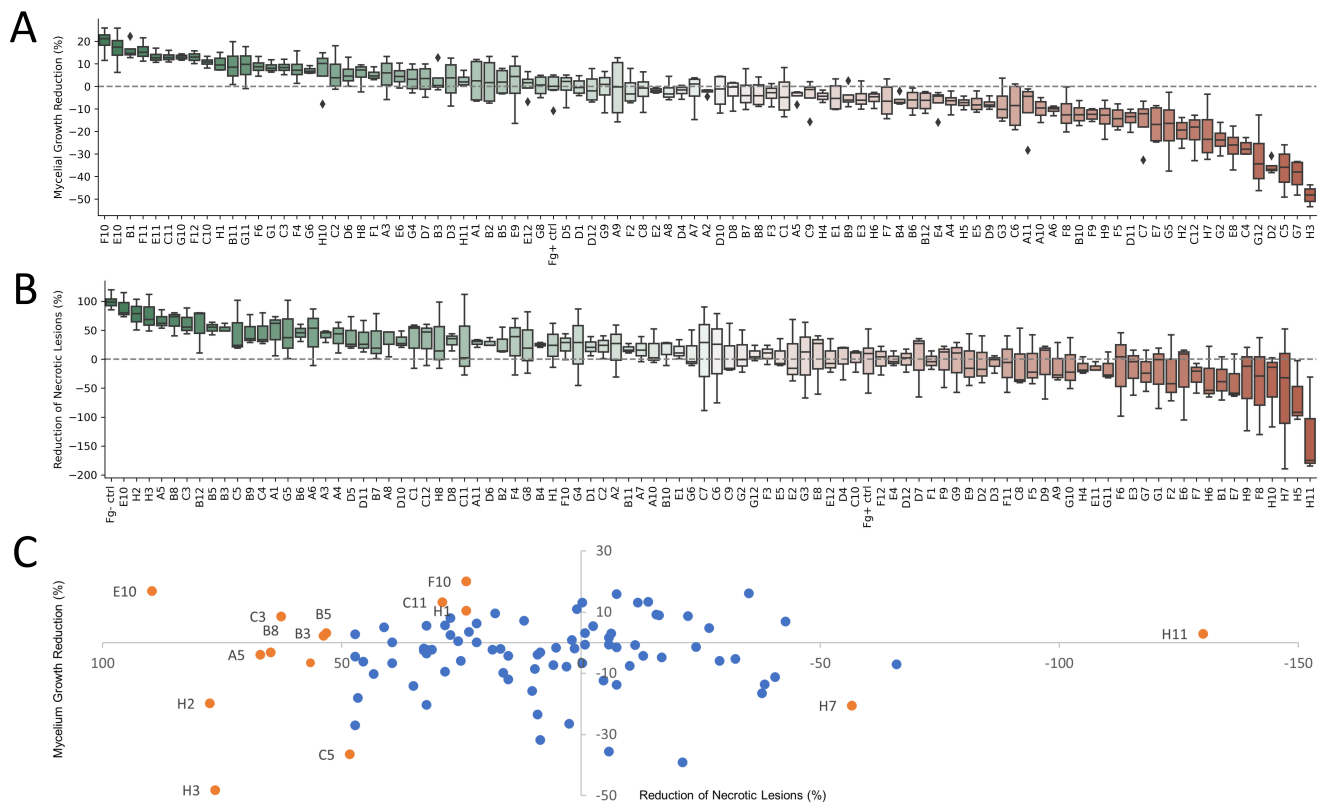 A
Mycelial Growth Reduction (%)
20
10
0
−10
−20
−30
−40
−50
F10 E10 B1 F11 E11 C11 G10 F12 C10 H1 B11 G11 F6 G1 C3 F4 G6 H10 C2 D6 H8 F1 A3 E6 G4 D7 B3 D3 H11 A1 B2 B5 E9 E12 G8 Fg+ ctrl D5 D1 D12 G9 A9 F2 C8 E2 A8 D4 A7 A2 D10 D8 B7 B8 F3 C1 A5 C9 H4 E1 B9 E3 H6 F7 B4 B6 B12 E4 A4 H5 E5 D9 G3 C6 A11 A10 A6 F8 B10 F9 H9 F5 D11 C7 E7 G5 H2 C12 H7 G2 E8 C4 G12 D2 C5 G7 H3
B
Reduction of Necrotic Lesions (%)
100
50
0
−50
−100
−150
−200
Fg- ctrl E10 H2 H3 A5 B8 C3 B12 B5 B3 C5 B9 C4 A1 G5 B6 A6 A3 A4 D5 D11 B7 A8 D10 C1 C12 H8 D8 C11 A11 D6 B2 F4 G8 B4 H1 F10 G4 D1 C2 A2 B11 A7 A10 B10 E1 G6 C7 C6 C9 G2 G12 F3 E5 E2 G3 E8 E12 D4 C10 Fg+ ctrl F12 E4 D12 D7 F1 F9 G9 E9 D2 D3 F11 C8 F5 D9 A9 G10 H4 E11 G11 F6 E3 G7 G1 F2 E6 F7 H6 B1 E7 H9 F8 H10 H7 H5 H11
C
Mycelium Growth Reduction (%)
30
10
-10
-30
-50
100
50
0
-50
-100
-150
E10
F10
C11
H1
C3
B5
B8
B3
A5
H2
C5
H3
H11
H7
Reduction of Necrotic Lesions (%)